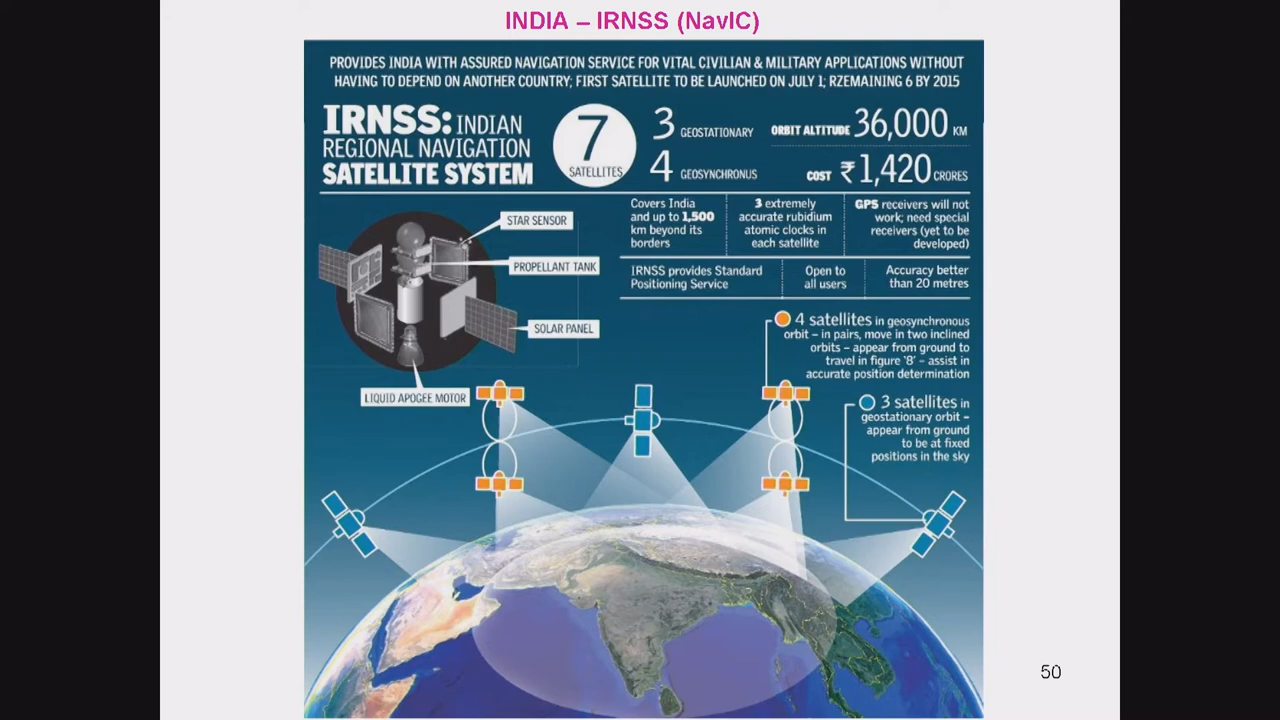 INDIA – IRNSS (NavIC)
PROVIDES INDIA WITH ASSURED NAVIGATION SERVICE FOR VITAL CIVILIAN & MILITARY APPLICATIONS WITHOUT
HAVING TO DEPEND ON ANOTHER COUNTRY; FIRST SATELLITE TO BE LAUNCHED ON JULY 1; RZEMAINING 6 BY 2015
IRNSS: INDIAN
REGIONAL NAVIGATION
SATELLITE SYSTEM
7
SATELLITES
3 GEOSTATIONARY
4 GEOSYNCHRONUS
ORBIT ALTITUDE 36,000 KM
COST ₹1,420 CRORES
Covers India
and up to 1,500
km beyond its
borders
3 extremely
accurate rubidium
atomic clocks in
each satellite
GPS receivers will not
work; need special
receivers (yet to be
developed)
IRNSS provides Standard
Positioning Service
Open to
all users
Accuracy better
than 20 metres
STAR SENSOR
PROPELLANT TANK
SOLAR PANEL
LIQUID APOGEE MOTOR
4 satellites in geosynchronous
orbit – in pairs, move in two inclined
orbits – appear from ground to
travel in figure '8' – assist in
accurate position determination
3 satellites in
geostationary orbit –
appear from ground
to be at fixed
positions in the sky
50